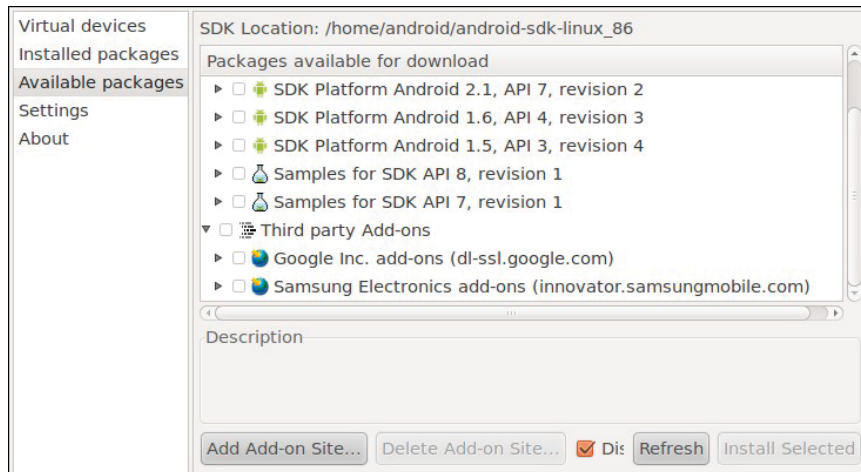 Virtual devices
Installed packages
Available packages
Settings
About
SDK Location: /home/android/android-sdk-linux_86
Packages available for download
SDK Platform Android 2.1, API 7, revision 2
SDK Platform Android 1.6, API 4, revision 3
SDK Platform Android 1.5, API 3, revision 4
Samples for SDK API 8, revision 1
Samples for SDK API 7, revision 1
Third party Add-ons
Google Inc. add-ons (dl-ssl.google.com)
Samsung Electronics add-ons (innovator.samsungmobile.com)
Description
Add Add-on Site... Delete Add-on Site... Dis Refresh Install Selected